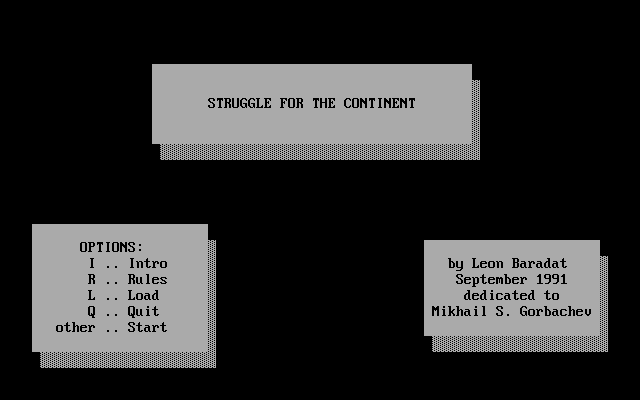 STRUGGLE FOR THE CONTINENT
OPTIONS:
I .. Intro
R .. Rules
L .. Load
Q .. Quit
other .. Start
by Leon Baradat
September 1991
dedicated to
Mikhail S. Gorbachev